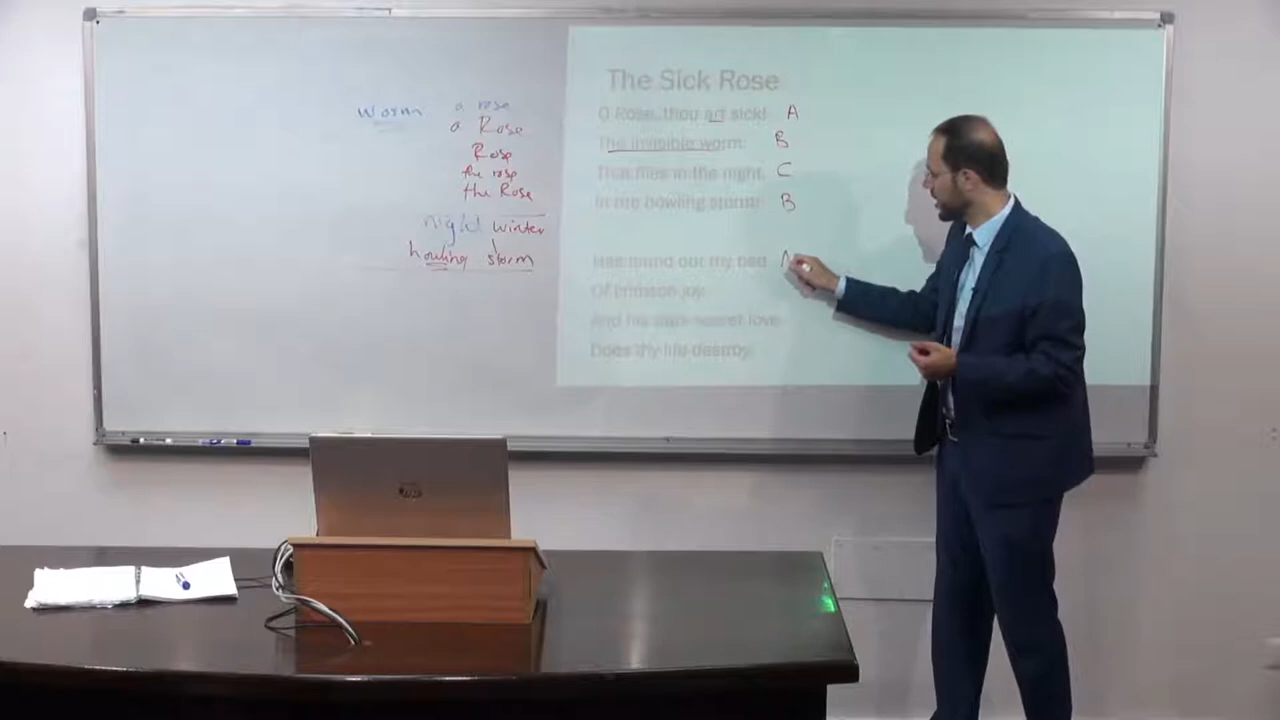 The Sick Rose
O Rose, thou art sick! A
The invisible worm, B
That flies in the night, C
In the howling storm: B
Has found out thy bed A
Of crimson joy:
And his dark secret love
Does thy life destroy.
worm a rose
a Rose
Rose
the rose
the Rose
night winter
howling storm
hp